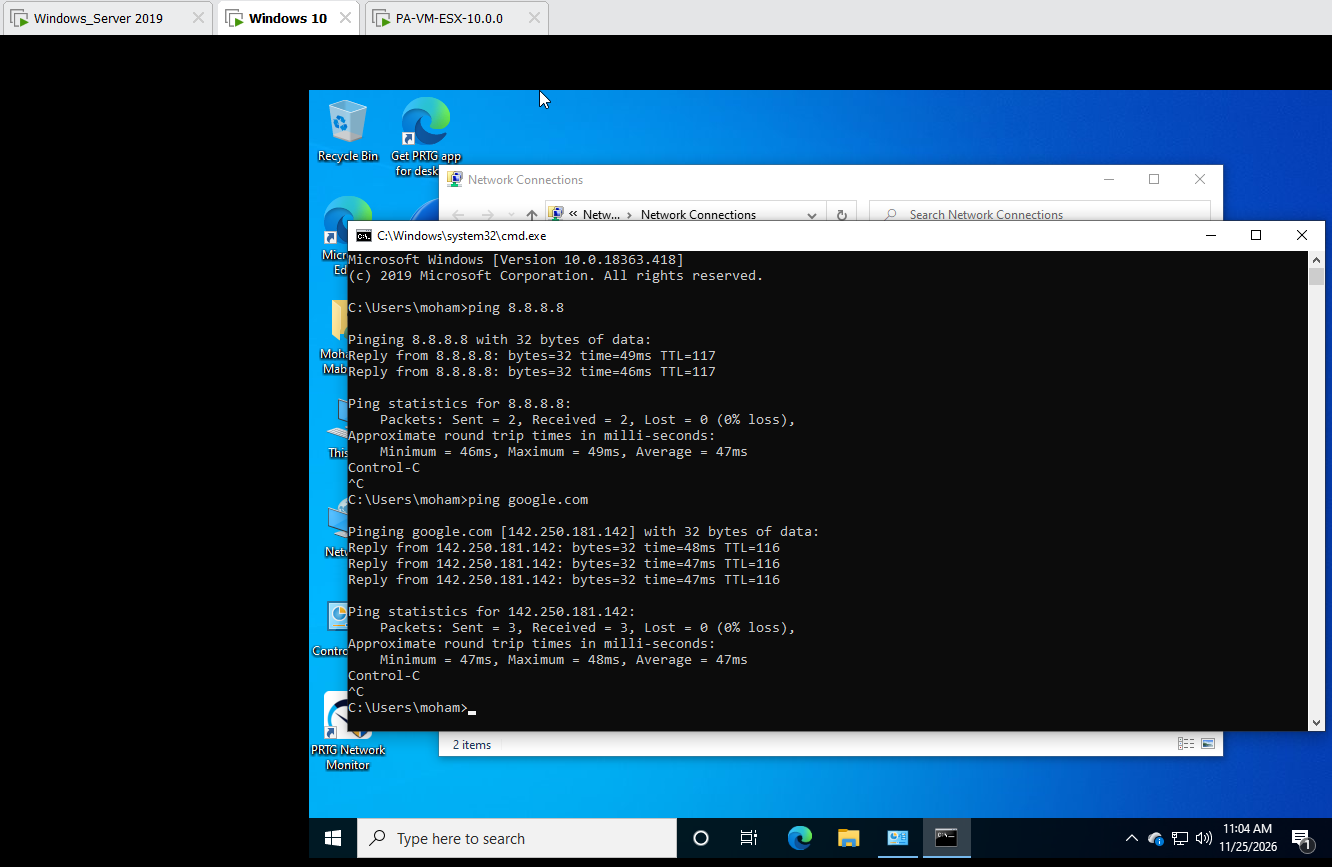 Windows_Server 2019
Windows 10
PA-VM-ESX-10.0.0
Recycle Bin
Get PRTG app
for desk
Network Connections
« Netw... › Network Connections
Search Network Connections
Micr
Ed
Moha
Mab
This
Netw
Contro
PRTG Network
Monitor
C:\Windows\system32\cmd.exe
Microsoft Windows [Version 10.0.18363.418]
(c) 2019 Microsoft Corporation. All rights reserved.
C:\Users\moham>ping 8.8.8.8
Pinging 8.8.8.8 with 32 bytes of data:
Reply from 8.8.8.8: bytes=32 time=49ms TTL=117
Reply from 8.8.8.8: bytes=32 time=46ms TTL=117
Ping statistics for 8.8.8.8:
Packets: Sent = 2, Received = 2, Lost = 0 (0% loss),
Approximate round trip times in milli-seconds:
Minimum = 46ms, Maximum = 49ms, Average = 47ms
Control-C
^C
C:\Users\moham>ping google.com
Pinging google.com [142.250.181.142] with 32 bytes of data:
Reply from 142.250.181.142: bytes=32 time=48ms TTL=116
Reply from 142.250.181.142: bytes=32 time=47ms TTL=116
Reply from 142.250.181.142: bytes=32 time=47ms TTL=116
Ping statistics for 142.250.181.142:
Packets: Sent = 3, Received = 3, Lost = 0 (0% loss),
Approximate round trip times in milli-seconds:
Minimum = 47ms, Maximum = 48ms, Average = 47ms
Control-C
^C
C:\Users\moham>
2 items
Type here to search
11:04 AM
11/25/2026
1